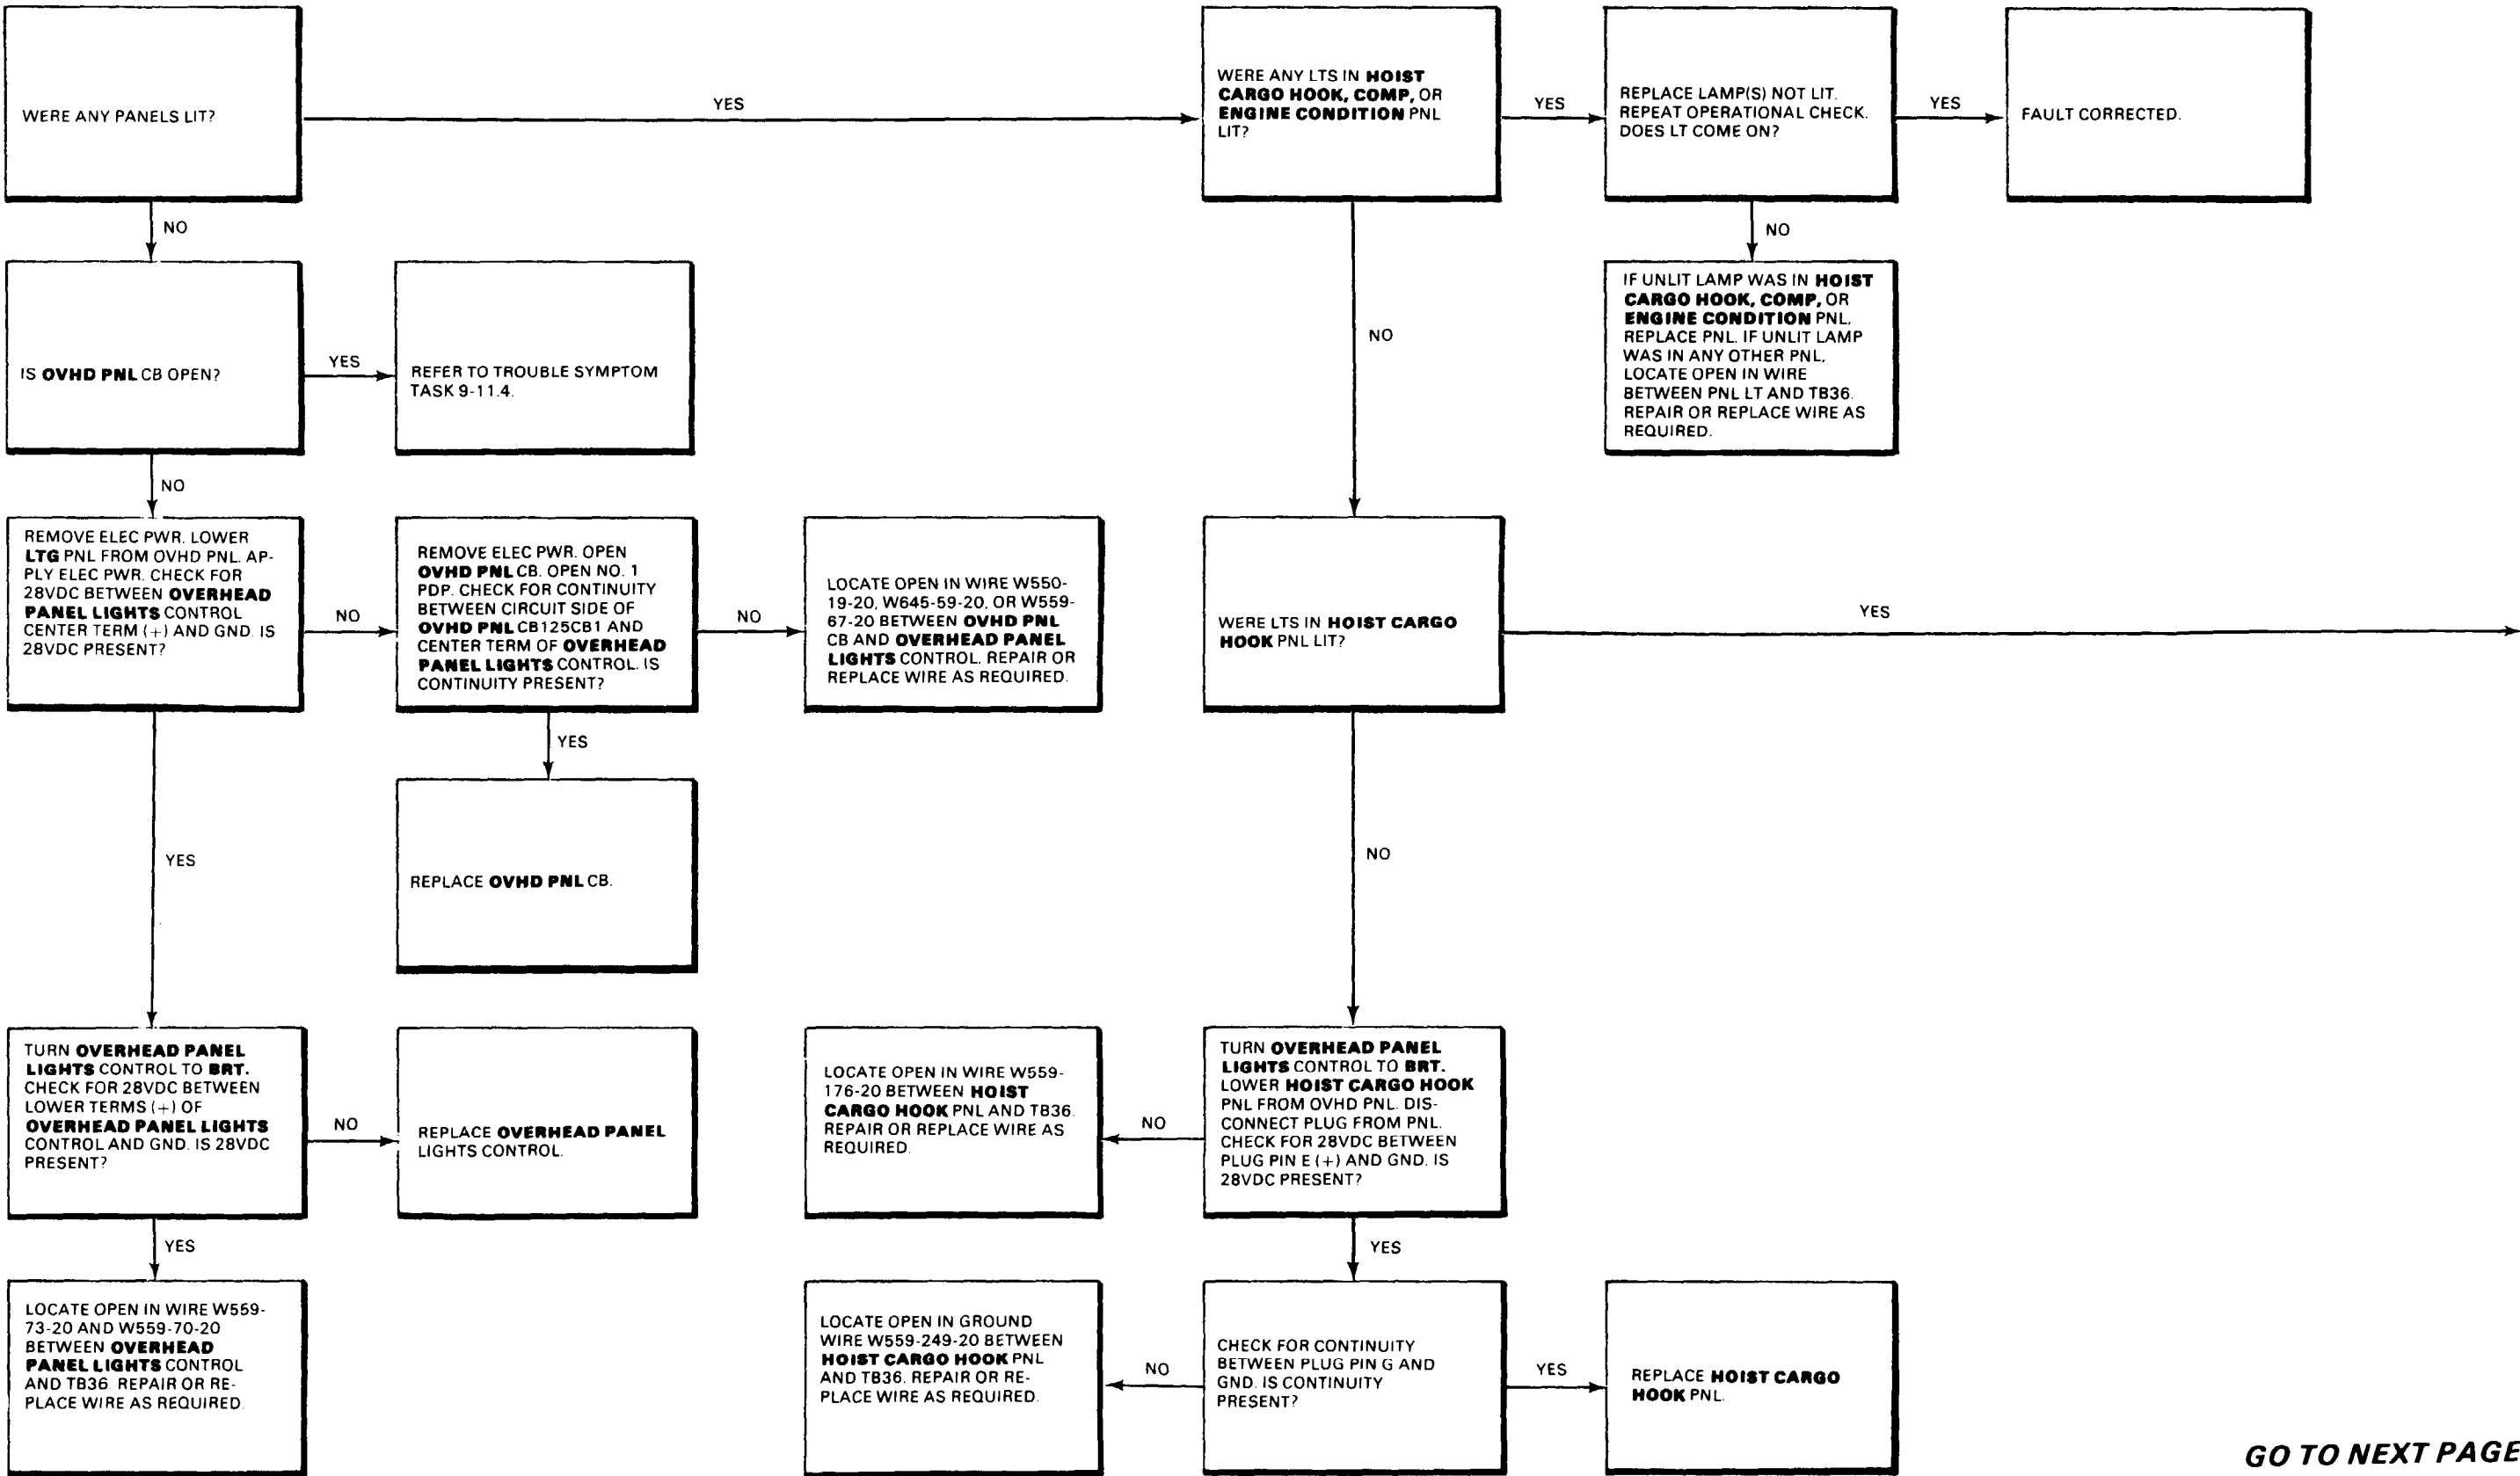 WERE ANY PANELS LIT?
YES
WERE ANY LTS IN HOIST
CARGO HOOK, COMP, OR
ENGINE CONDITION PNL
LIT?
YES
REPLACE LAMP(S) NOT LIT.
REPEAT OPERATIONAL CHECK.
DOES LT COME ON?
YES
FAULT CORRECTED.
NO
NO
IF UNLIT LAMP WAS IN HOIST
CARGO HOOK, COMP, OR
ENGINE CONDITION PNL,
REPLACE PNL. IF UNLIT LAMP
WAS IN ANY OTHER PNL,
LOCATE OPEN IN WIRE
BETWEEN PNL LT AND TB36.
REPAIR OR REPLACE WIRE AS
REQUIRED.
IS OVHD PNL CB OPEN?
YES
REFER TO TROUBLE SYMPTOM
TASK 9-11.4.
NO
NO
REMOVE ELEC PWR. LOWER
LTG PNL FROM OVHD PNL. AP-
PLY ELEC PWR. CHECK FOR
28VDC BETWEEN OVERHEAD
PANEL LIGHTS CONTROL
CENTER TERM (+) AND GND. IS
28VDC PRESENT?
NO
REMOVE ELEC PWR. OPEN
OVHD PNL CB. OPEN NO. 1
PDP. CHECK FOR CONTINUITY
BETWEEN CIRCUIT SIDE OF
OVHD PNL CB125CB1 AND
CENTER TERM OF OVERHEAD
PANEL LIGHTS CONTROL. IS
CONTINUITY PRESENT?
NO
LOCATE OPEN IN WIRE W550-
19-20, W645-59-20, OR W559-
67-20 BETWEEN OVHD PNL
CB AND OVERHEAD PANEL
LIGHTS CONTROL. REPAIR OR
REPLACE WIRE AS REQUIRED.
WERE LTS IN HOIST CARGO
HOOK PNL LIT?
YES
YES
REPLACE OVHD PNL CB.
YES
NO
TURN OVERHEAD PANEL
LIGHTS CONTROL TO BRT.
CHECK FOR 28VDC BETWEEN
LOWER TERMS (+) OF
OVERHEAD PANEL LIGHTS
CONTROL AND GND. IS 28VDC
PRESENT?
NO
REPLACE OVERHEAD PANEL
LIGHTS CONTROL.
LOCATE OPEN IN WIRE W559-
176-20 BETWEEN HOIST
CARGO HOOK PNL AND TB36.
REPAIR OR REPLACE WIRE AS
REQUIRED.
NO
TURN OVERHEAD PANEL
LIGHTS CONTROL TO BRT.
LOWER HOIST CARGO HOOK
PNL FROM OVHD PNL. DIS-
CONNECT PLUG FROM PNL.
CHECK FOR 28VDC BETWEEN
PLUG PIN E (+) AND GND. IS
28VDC PRESENT?
YES
YES
LOCATE OPEN IN WIRE W559-
73-20 AND W559-70-20
BETWEEN OVERHEAD
PANEL LIGHTS CONTROL
AND TB36. REPAIR OR RE-
PLACE WIRE AS REQUIRED.
LOCATE OPEN IN GROUND
WIRE W559-249-20 BETWEEN
HOIST CARGO HOOK PNL
AND TB36. REPAIR OR RE-
PLACE WIRE AS REQUIRED.
NO
CHECK FOR CONTINUITY
BETWEEN PLUG PIN G AND
GND. IS CONTINUITY
PRESENT?
YES
REPLACE HOIST CARGO
HOOK PNL.
GO TO NEXT PAGE